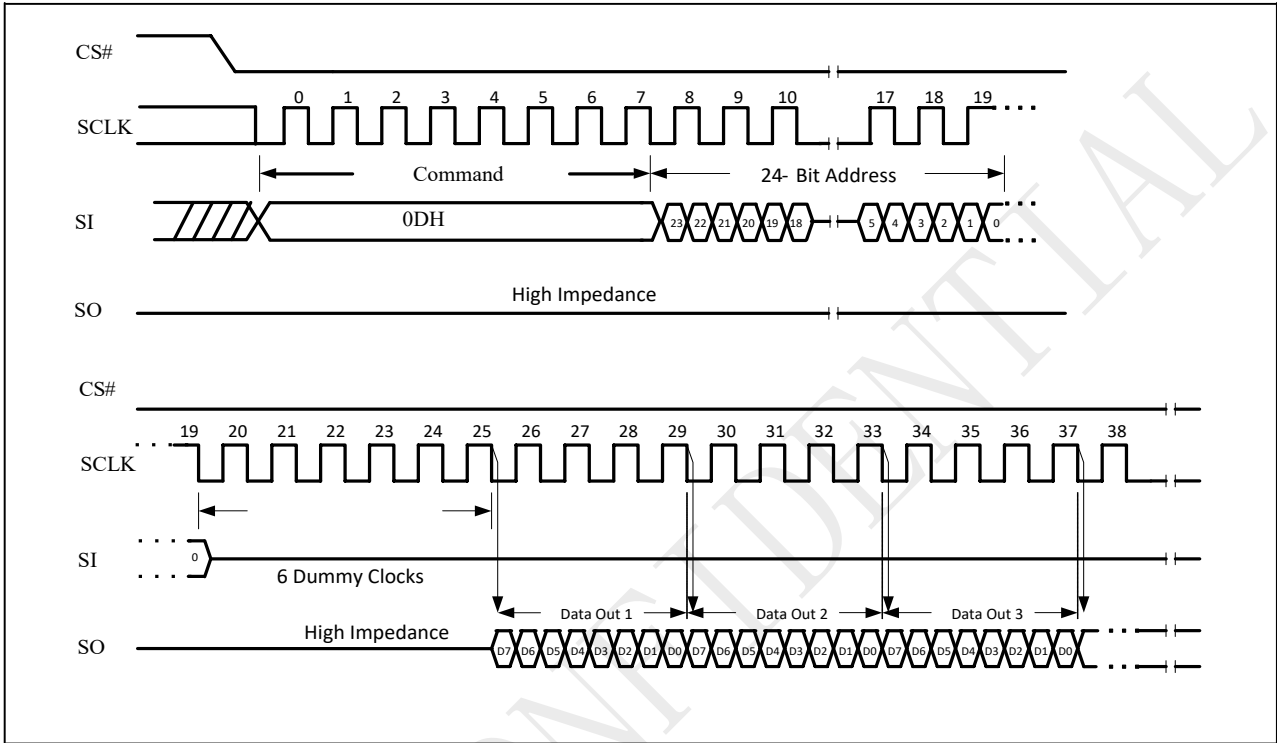 CS#
0 1 2 3 4 5 6 7 8 9 10 17 18 19
SCLK
Command 24- Bit Address
SI 0DH 23 22 21 20 19 18 5 4 3 2 1 0
High Impedance
SO
CS#
19 20 21 22 23 24 25 26 27 28 29 30 31 32 33 34 35 36 37 38
SCLK
SI 0
6 Dummy Clocks
Data Out 1 Data Out 2 Data Out 3
High Impedance
SO D7 D6 D5 D4 D3 D2 D1 D0 D7 D6 D5 D4 D3 D2 D1 D0 D7 D6 D5 D4 D3 D2 D1 D0
ONFIDENTIAL